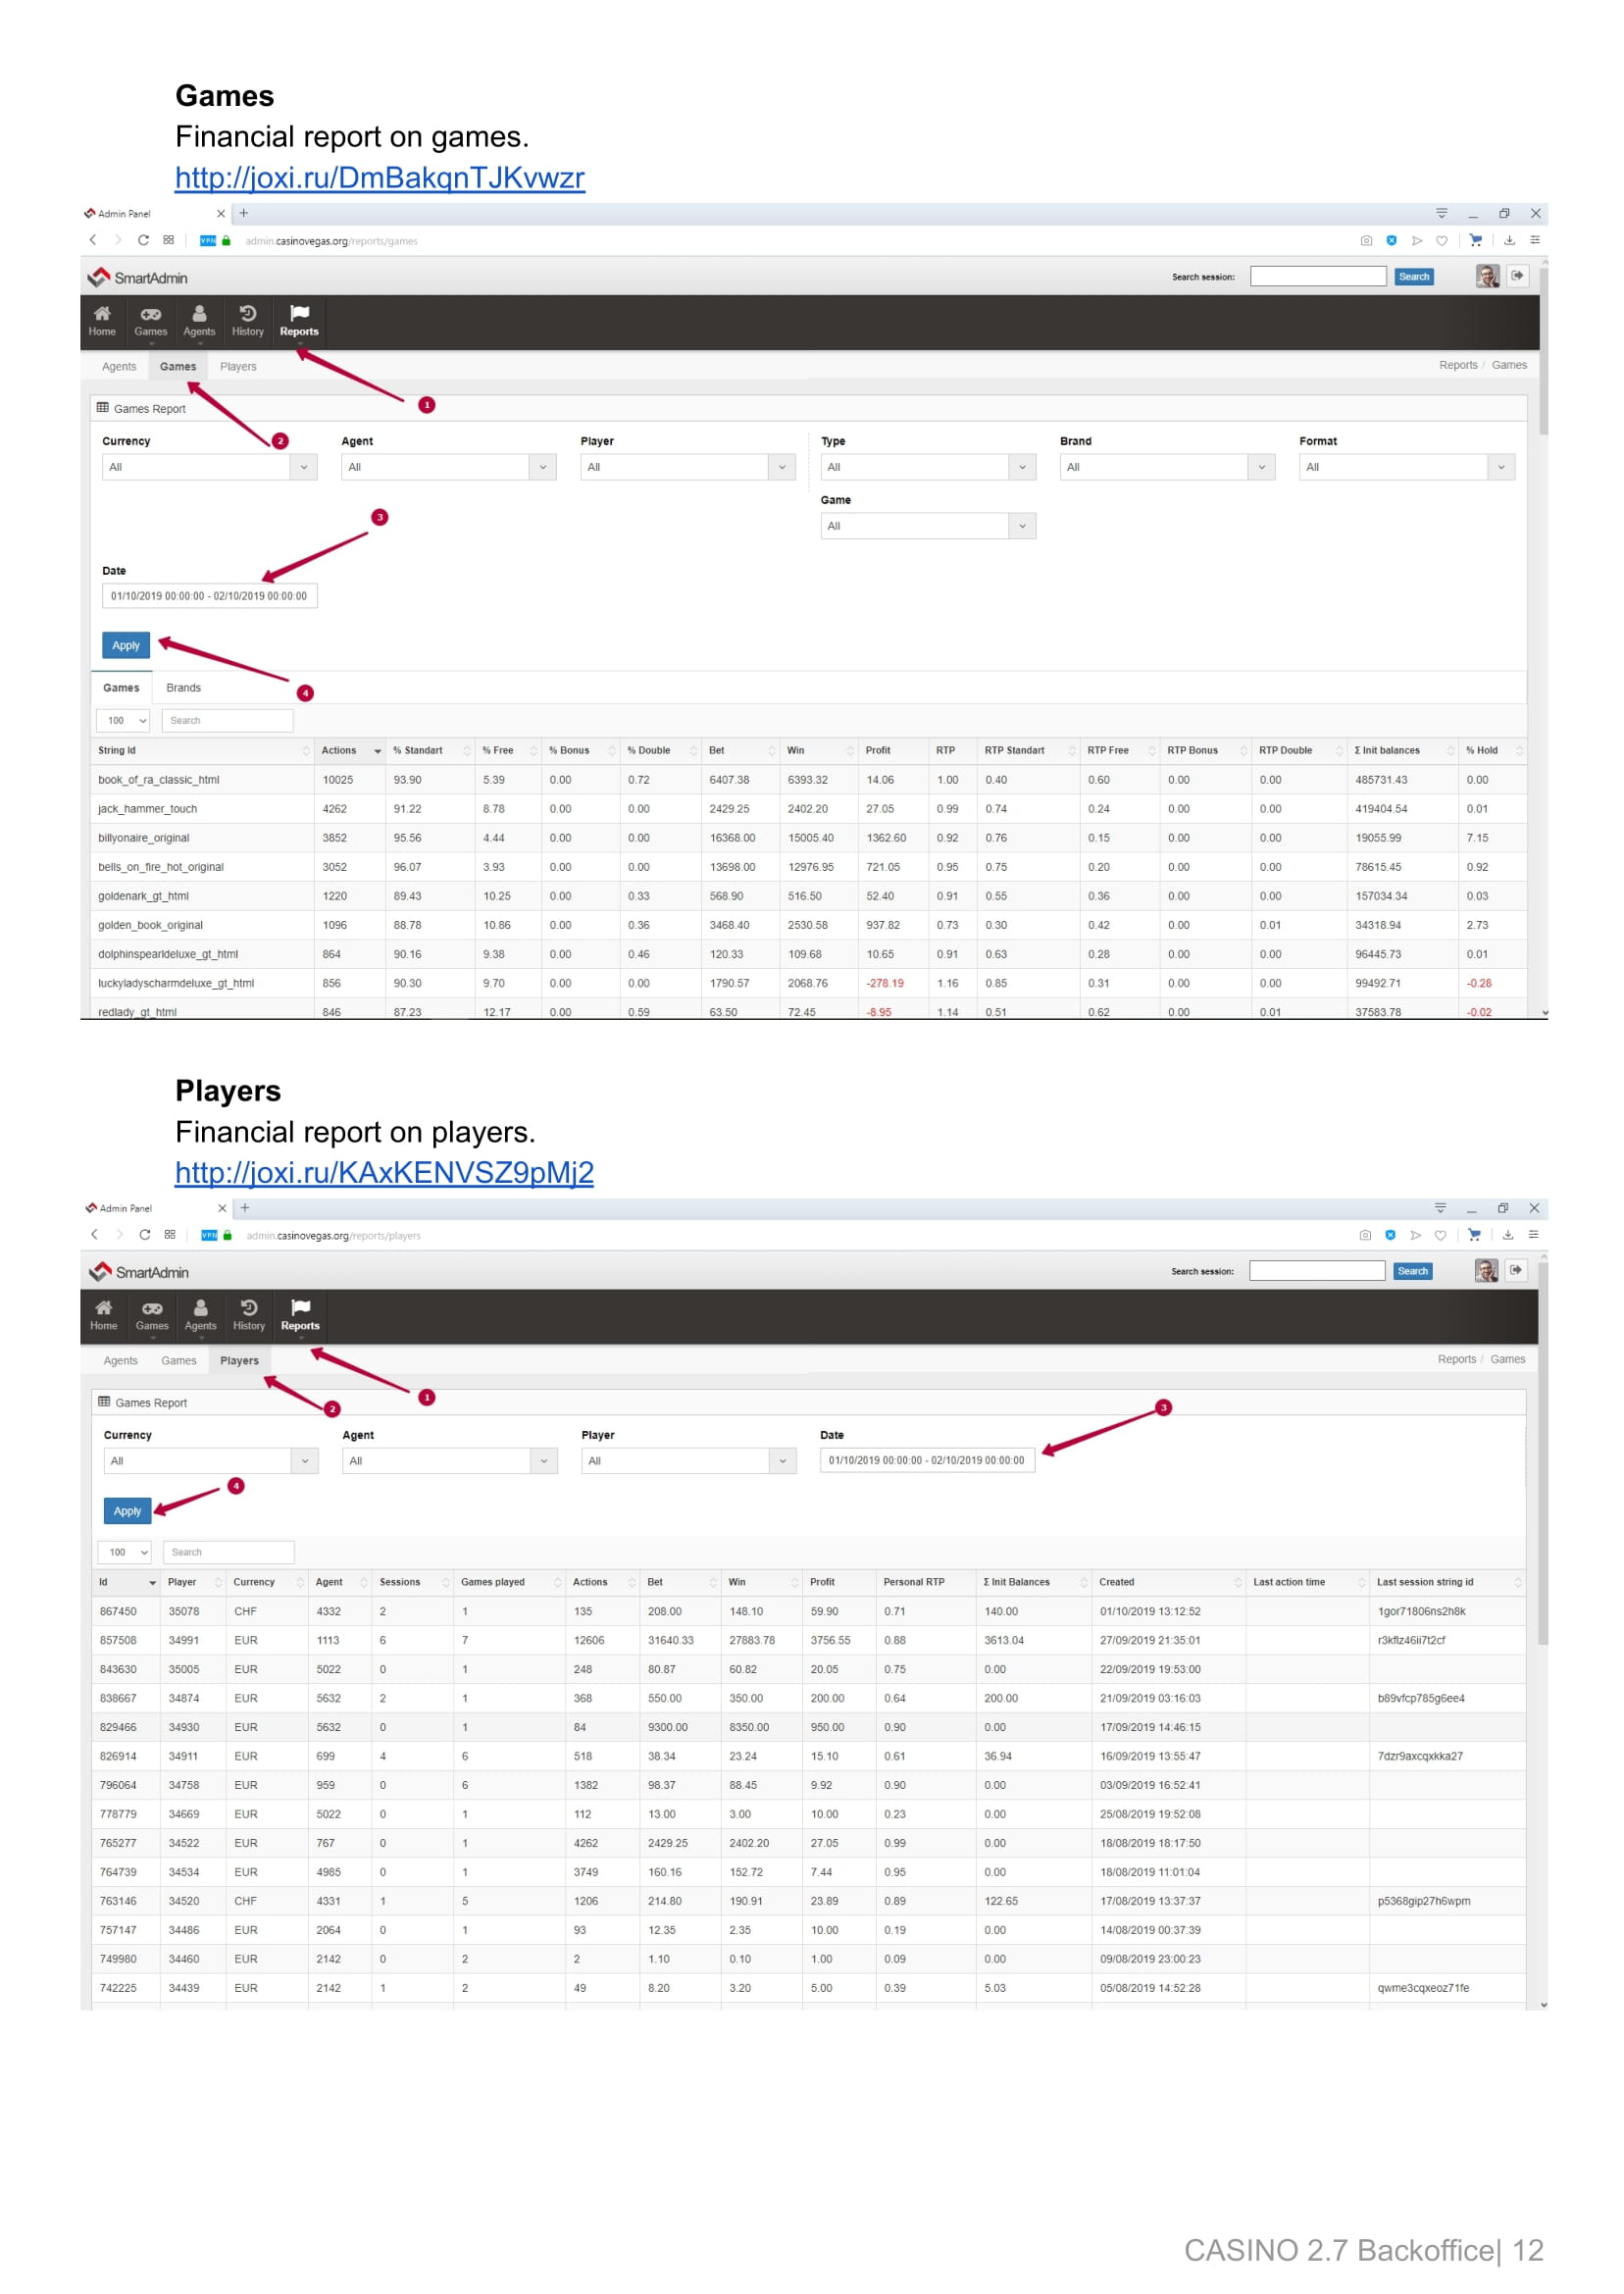 Games
Financial report on games.
http://joxi.ru/DmBakqnTJKvwzr
Admin Panel
VPN admin.casinovegas.org/reports/games
SmartAdmin Search session: Search
Home Games Agents History Reports
Agents Games Players Reports / Games
1
Games Report
2
Currency Agent Player Type Brand Format
All All All All All All
Game
3
All
Date
01/10/2019 00:00:00 - 02/10/2019 00:00:00
Apply
Games Brands
4
100 Search
String Id Actions % Standart % Free % Bonus % Double Bet Win Profit RTP RTP Standart RTP Free RTP Bonus RTP Double Σ Init balances % Hold
book_of_ra_classic_html 10025 93.90 5.39 0.00 0.72 6407.38 6393.32 14.06 1.00 0.40 0.60 0.00 0.00 485731.43 0.00
jack_hammer_touch 4262 91.22 8.78 0.00 0.00 2429.25 2402.20 27.05 0.99 0.74 0.24 0.00 0.00 419404.54 0.01
billyonaire_original 3852 95.56 4.44 0.00 0.00 16368.00 15005.40 1362.60 0.92 0.76 0.15 0.00 0.00 19055.99 7.15
bells_on_fire_hot_original 3052 96.07 3.93 0.00 0.00 13698.00 12976.95 721.05 0.95 0.75 0.20 0.00 0.00 78615.45 0.92
goldenark_gt_html 1220 89.43 10.25 0.00 0.33 568.90 516.50 52.40 0.91 0.55 0.36 0.00 0.00 157034.34 0.03
golden_book_original 1096 88.78 10.86 0.00 0.36 3468.40 2530.58 937.82 0.73 0.30 0.42 0.00 0.01 34318.94 2.73
dolphinspearldeluxe_gt_html 864 90.16 9.38 0.00 0.46 120.33 109.68 10.65 0.91 0.63 0.28 0.00 0.00 96445.73 0.01
luckyladyscharmdeluxe_gt_html 856 90.30 9.70 0.00 0.00 1790.57 2068.76 -278.19 1.16 0.85 0.31 0.00 0.00 99492.71 -0.28
redlady_gt_html 846 87.23 12.17 0.00 0.59 63.50 72.45 -8.95 1.14 0.51 0.62 0.00 0.01 37583.78 -0.02
Players
Financial report on players.
http://joxi.ru/KAxKENVSZ9pMj2
Admin Panel
VPN admin.casinovegas.org/reports/players
SmartAdmin Search session: Search
Home Games Agents History Reports
Agents Games Players Reports / Games
1
Games Report 2 3
Currency Agent Player Date
All All All 01/10/2019 00:00:00 - 02/10/2019 00:00:00
4
Apply
100 Search
Id Player Currency Agent Sessions Games played Actions Bet Win Profit Personal RTP Σ Init Balances Created Last action time Last session string id
867450 35078 CHF 4332 2 1 135 208.00 148.10 59.90 0.71 140.00 01/10/2019 13:12:52 1gor71806ns2h8k
857508 34991 EUR 1113 6 7 12606 31640.33 27883.78 3756.55 0.88 3613.04 27/09/2019 21:35:01 r3kflz46ii7t2cf
843630 35005 EUR 5022 0 1 248 80.87 60.82 20.05 0.75 0.00 22/09/2019 19:53:00
838667 34874 EUR 5632 2 1 368 550.00 350.00 200.00 0.64 200.00 21/09/2019 03:16:03 b89vfcp785g6ee4
829466 34930 EUR 5632 0 1 84 9300.00 8350.00 950.00 0.90 0.00 17/09/2019 14:46:15
826914 34911 EUR 699 4 6 518 38.34 23.24 15.10 0.61 36.94 16/09/2019 13:55:47 7dzr9axcqxkka27
796064 34758 EUR 959 0 6 1382 98.37 88.45 9.92 0.90 0.00 03/09/2019 16:52:41
778779 34669 EUR 5022 0 1 112 13.00 3.00 10.00 0.23 0.00 25/08/2019 19:52:08
765277 34522 EUR 767 0 1 4262 2429.25 2402.20 27.05 0.99 0.00 18/08/2019 18:17:50
764739 34534 EUR 4985 0 1 3749 160.16 152.72 7.44 0.95 0.00 18/08/2019 11:01:04
763146 34520 CHF 4331 1 5 1206 214.80 190.91 23.89 0.89 122.65 17/08/2019 13:37:37 p5368gip27h6wpm
757147 34486 EUR 2064 0 1 93 12.35 2.35 10.00 0.19 0.00 14/08/2019 00:37:39
749980 34460 EUR 2142 0 2 2 1.10 0.10 1.00 0.09 0.00 09/08/2019 23:00:23
742225 34439 EUR 2142 1 2 49 8.20 3.20 5.00 0.39 5.03 05/08/2019 14:52:28 qwme3cqxeoz71fe
CASINO 2.7 Backoffice| 12